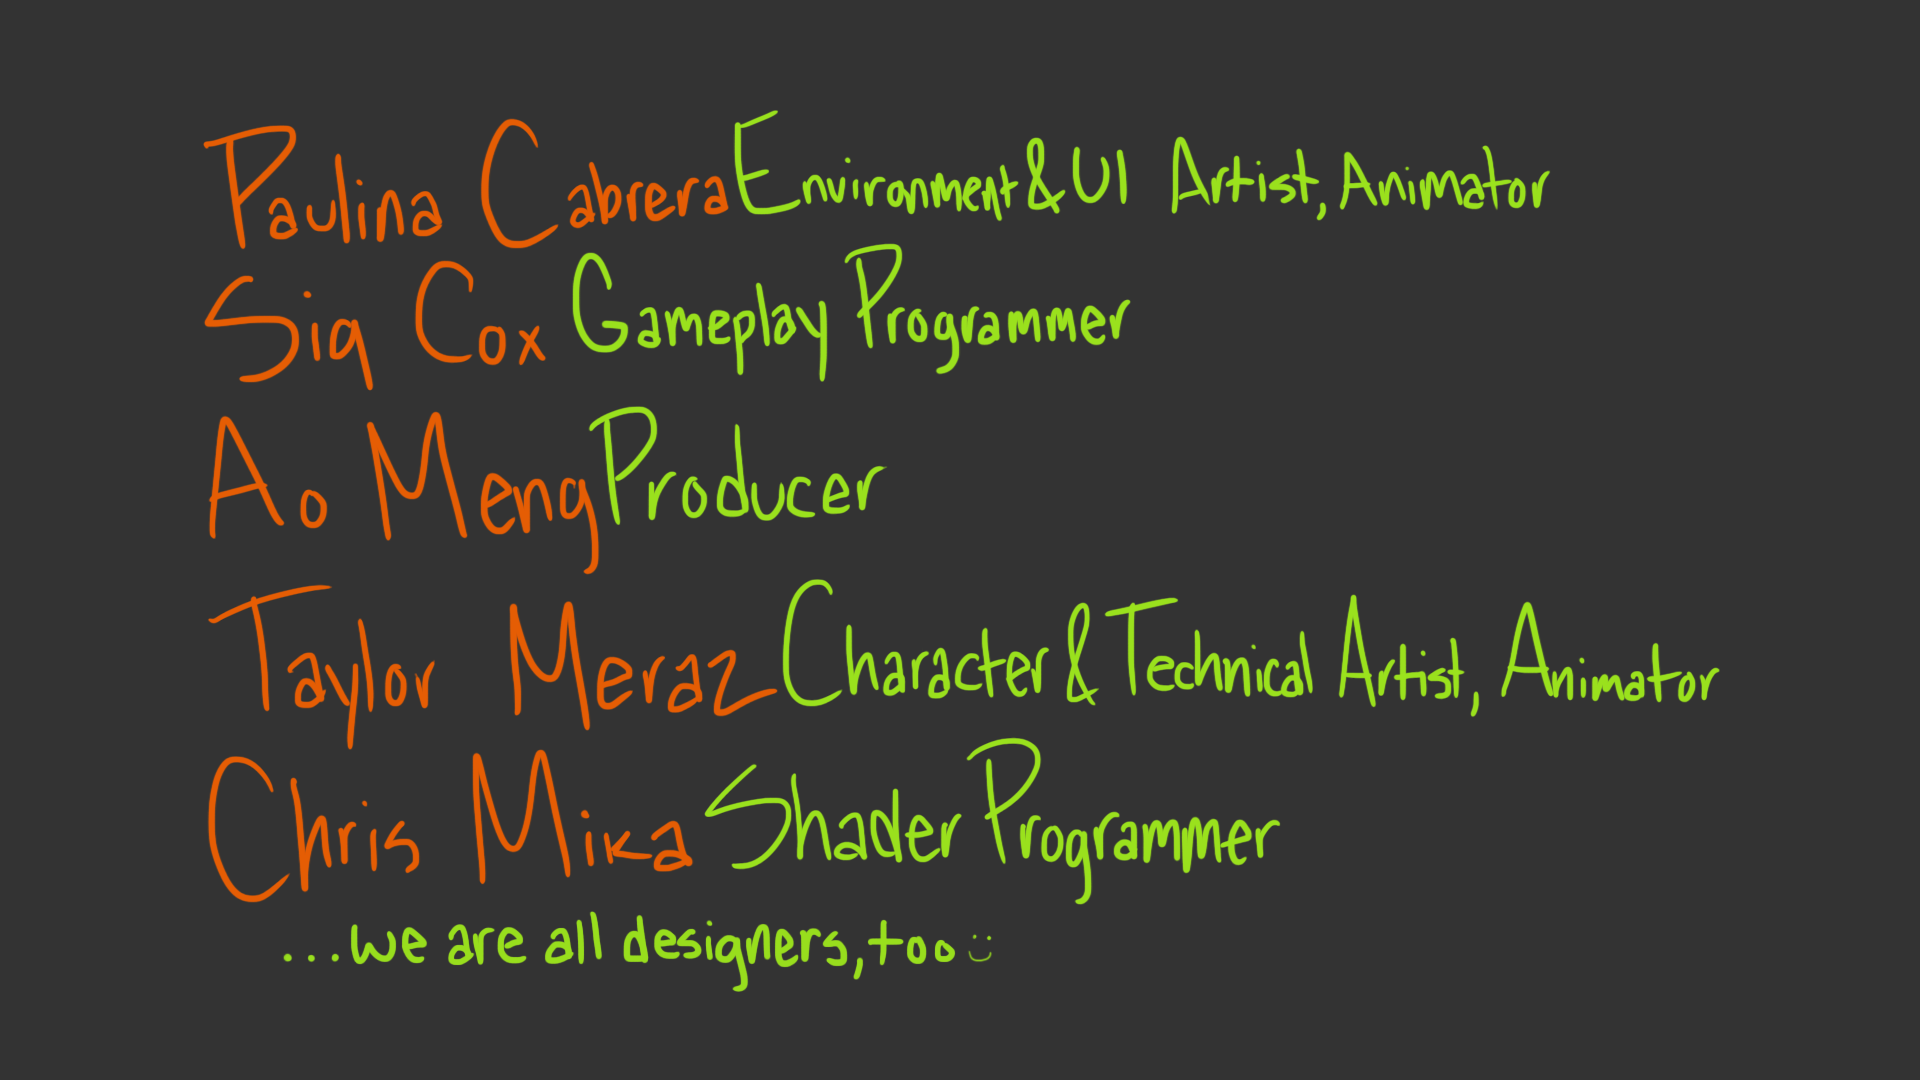 Paulina Cabrera Environment & UI Artist, Animator
Siq Cox Gameplay Programmer
Ao Meng Producer
Taylor Meraz Character & Technical Artist, Animator
Chris Mika Shader Programmer
...we are all designers, too :)